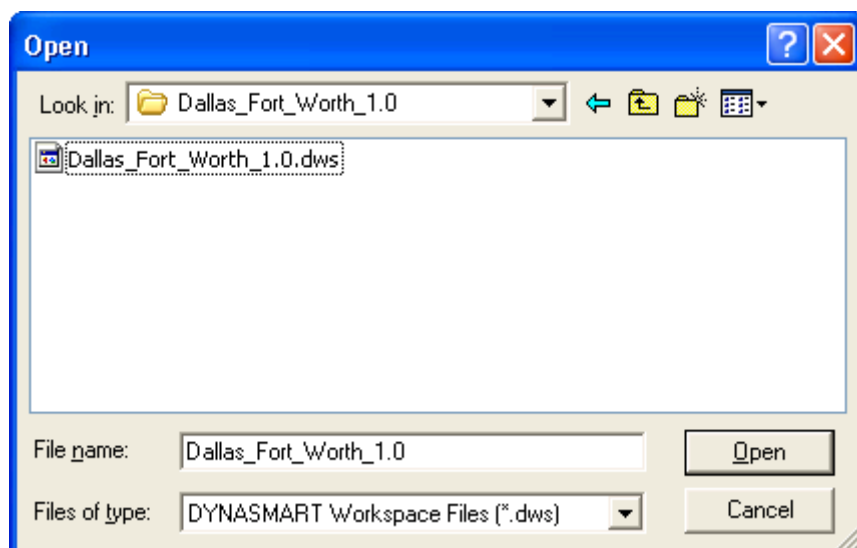 Open
Look in: Dallas_Fort_Worth_1.0
Dallas_Fort_Worth_1.0.dws
File name: Dallas_Fort_Worth_1.0 Open
Files of type: DYNASMART Workspace Files (*.dws) Cancel